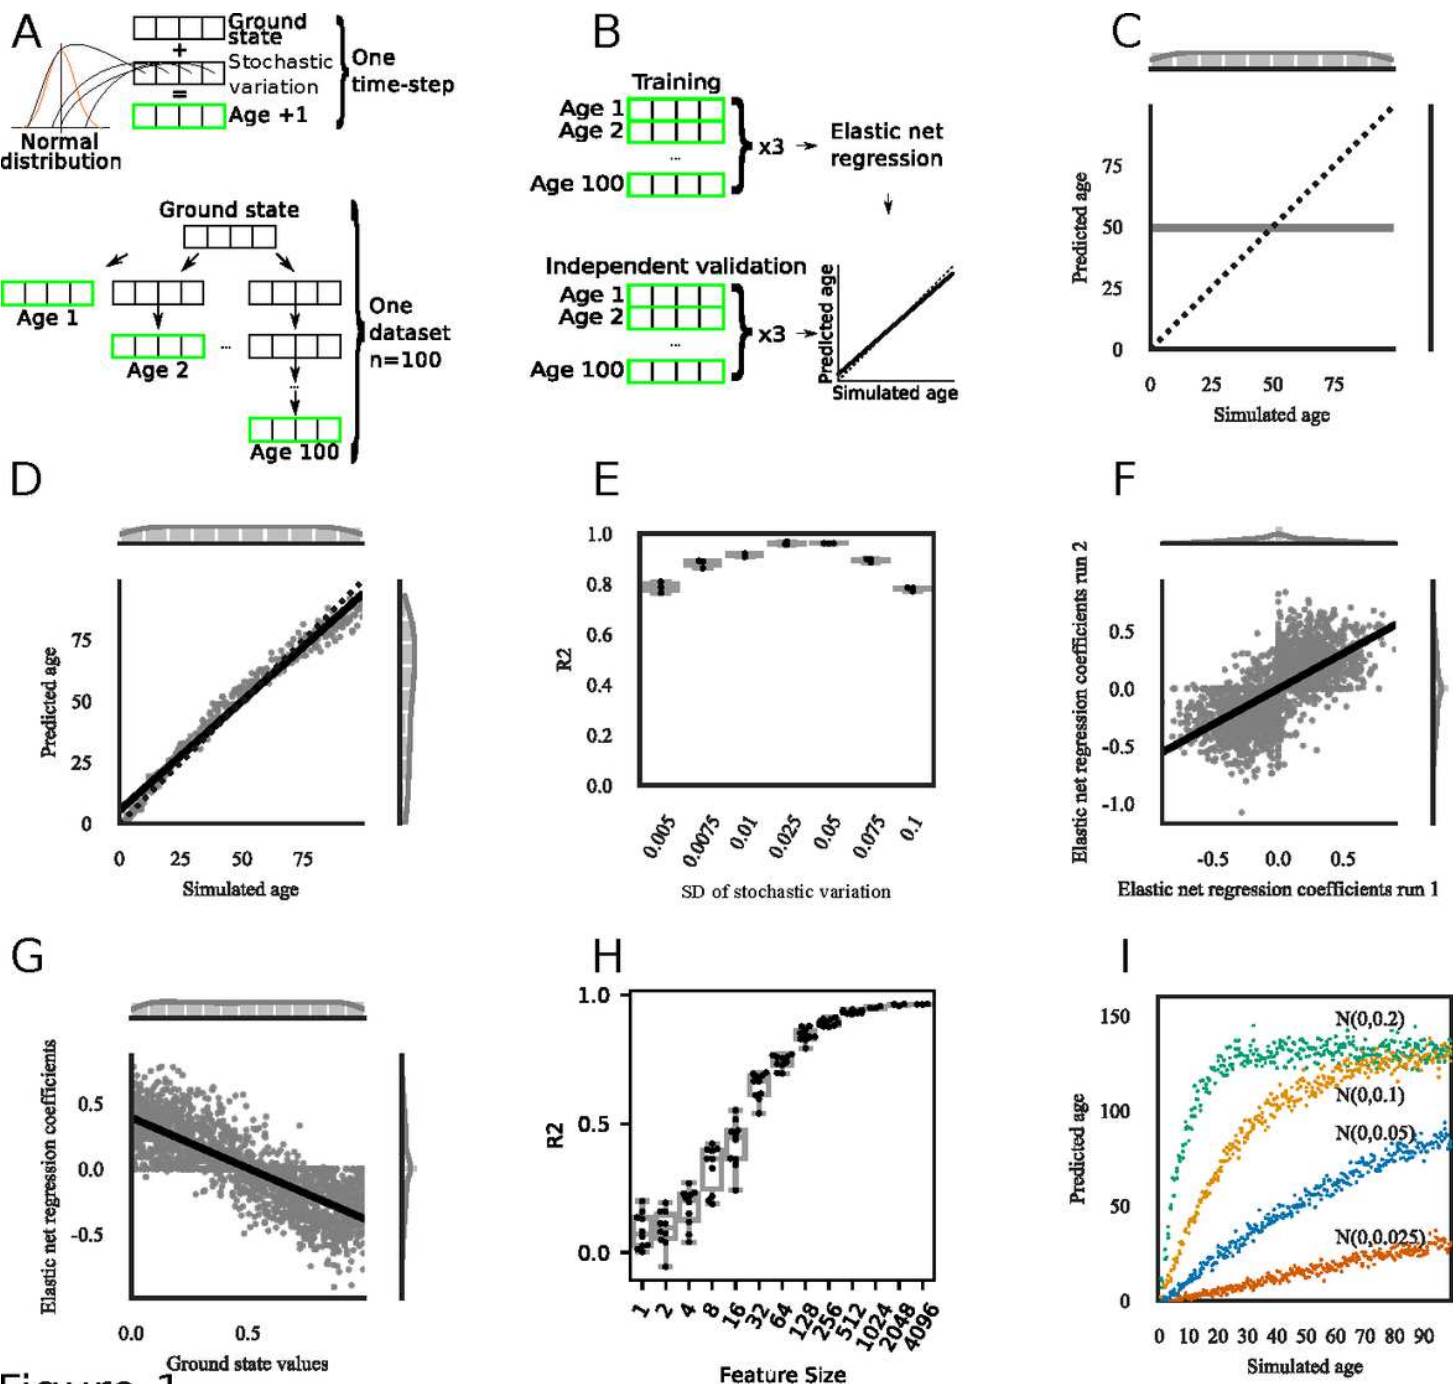 A
Ground
state
+
Stochastic
variation
=
Age +1
One
time-step
Normal
distribution
Ground state
Age 1
Age 2
...
...
Age 100
One
dataset
n=100
B
Training
Age 1
Age 2
...
Age 100
x3
Elastic net
regression
Independent validation
Age 1
Age 2
...
Age 100
x3
Predicted age
Simulated age
C
Predicted age
75
50
25
0
0 25 50 75
Simulated age
D
Predicted age
75
50
25
0
0 25 50 75
Simulated age
E
R2
1.0
0.8
0.6
0.4
0.2
0.0
0.005 0.0075 0.01 0.025 0.05 0.075 0.1
SD of stochastic variation
F
Elastic net regression coefficients run 2
0.5
0.0
-0.5
-1.0
-0.5 0.0 0.5
Elastic net regression coefficients run 1
G
Elastic net regression coefficients
0.5
0.0
-0.5
0.0 0.5
Ground state values
H
R2
1.0
0.5
0.0
1 2 4 8 16 32 64 128 256 512 1024 2048 4096
Feature Size
I
Predicted age
150
100
50
0
N(0,0.2)
N(0,0.1)
N(0,0.05)
N(0,0.025)
0 10 20 30 40 50 60 70 80 90
Simulated age
Figure 1